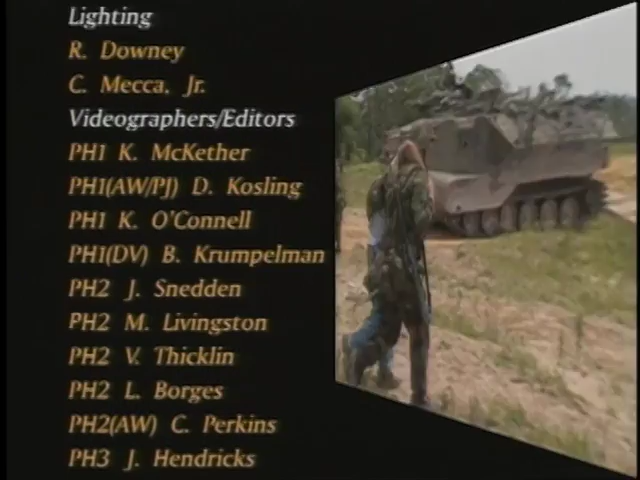 Lighting
R. Downey
C. Mecca, Jr.
Videographers/Editors
PH1 K. McKether
PH1(AW/PJ) D. Kosling
PH1 K. O'Connell
PH1(DV) B. Krumpelman
PH2 J. Snedden
PH2 M. Livingston
PH2 V. Thicklin
PH2 L. Borges
PH2(AW) C. Perkins
PH3 J. Hendricks